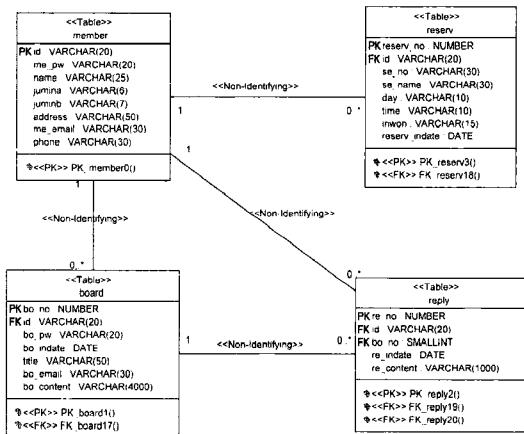 <<Table>>
member
PK id VARCHAR(20)
me_pw VARCHAR(20)
name VARCHAR(25)
jumina VARCHAR(6)
juminb VARCHAR(7)
address VARCHAR(50)
me_email VARCHAR(30)
phone VARCHAR(30)
<<PK>> PK_member0()
<<Table>>
reserv
PK reserv_no : NUMBER
FK id VARCHAR(20)
se_no VARCHAR(30)
se_name VARCHAR(30)
day : VARCHAR(10)
time VARCHAR(10)
inwon : VARCHAR(15)
reserv_indate : DATE
<<PK>> PK_reserv3()
<<FK>> FK_reserv18()
<<Non-Identifying>>
1
0..*
1
1
<<Non-Identifying>>
<<Non-Identifying>>
0..*
0..*
<<Table>>
board
PK bo_no : NUMBER
FK id VARCHAR(20)
bo_pw VARCHAR(20)
bo_indate : DATE
title VARCHAR(50)
bo_email VARCHAR(30)
bo_content VARCHAR(4000)
<<PK>> PK_board1()
<<FK>> FK_board17()
1
<<Non-Identifying>>
0..*
<<Table>>
reply
PK re_no : NUMBER
FK id VARCHAR(20)
FK bo_no : SMALLINT
re_indate : DATE
re_content : VARCHAR(1000)
<<PK>> PK_reply2()
<<FK>> FK_reply19()
<<FK>> FK_reply20()